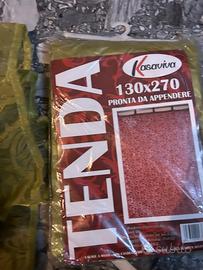 Kasaviva
130x270
PRONTA DA APPENDERE
TENDA